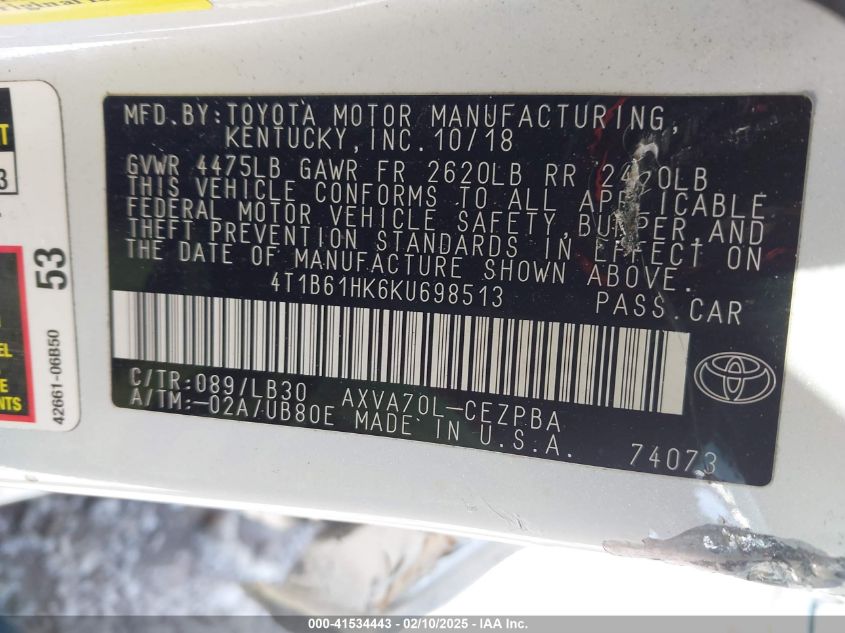 MFD.BY:TOYOTA MOTOR MANUFACTURING,
KENTUCKY,INC.10/18
GVWR 4475LB GAWR FR 2620LB RR 0LB
THIS VEHICLE CONFORMS TO ALL APPLICABLE
FEDERAL MOTOR VEHICLE SAFETY,BUMPER,AND
THEFT PREVENTION STANDARDS IN EFFECT ON
THE DATE OF MANUFACTURE SHOWN ABOVE.
4T1B61HK6KU698513
PASS.CAR
C/TR:089/LB30
AXVA70L-CEZPBA
A/TM:-02A/UB80E
MADE IN U.S.A.
74073
53
42661-06B50
00-41534443 — 02/10/2025 — IAA Inc.